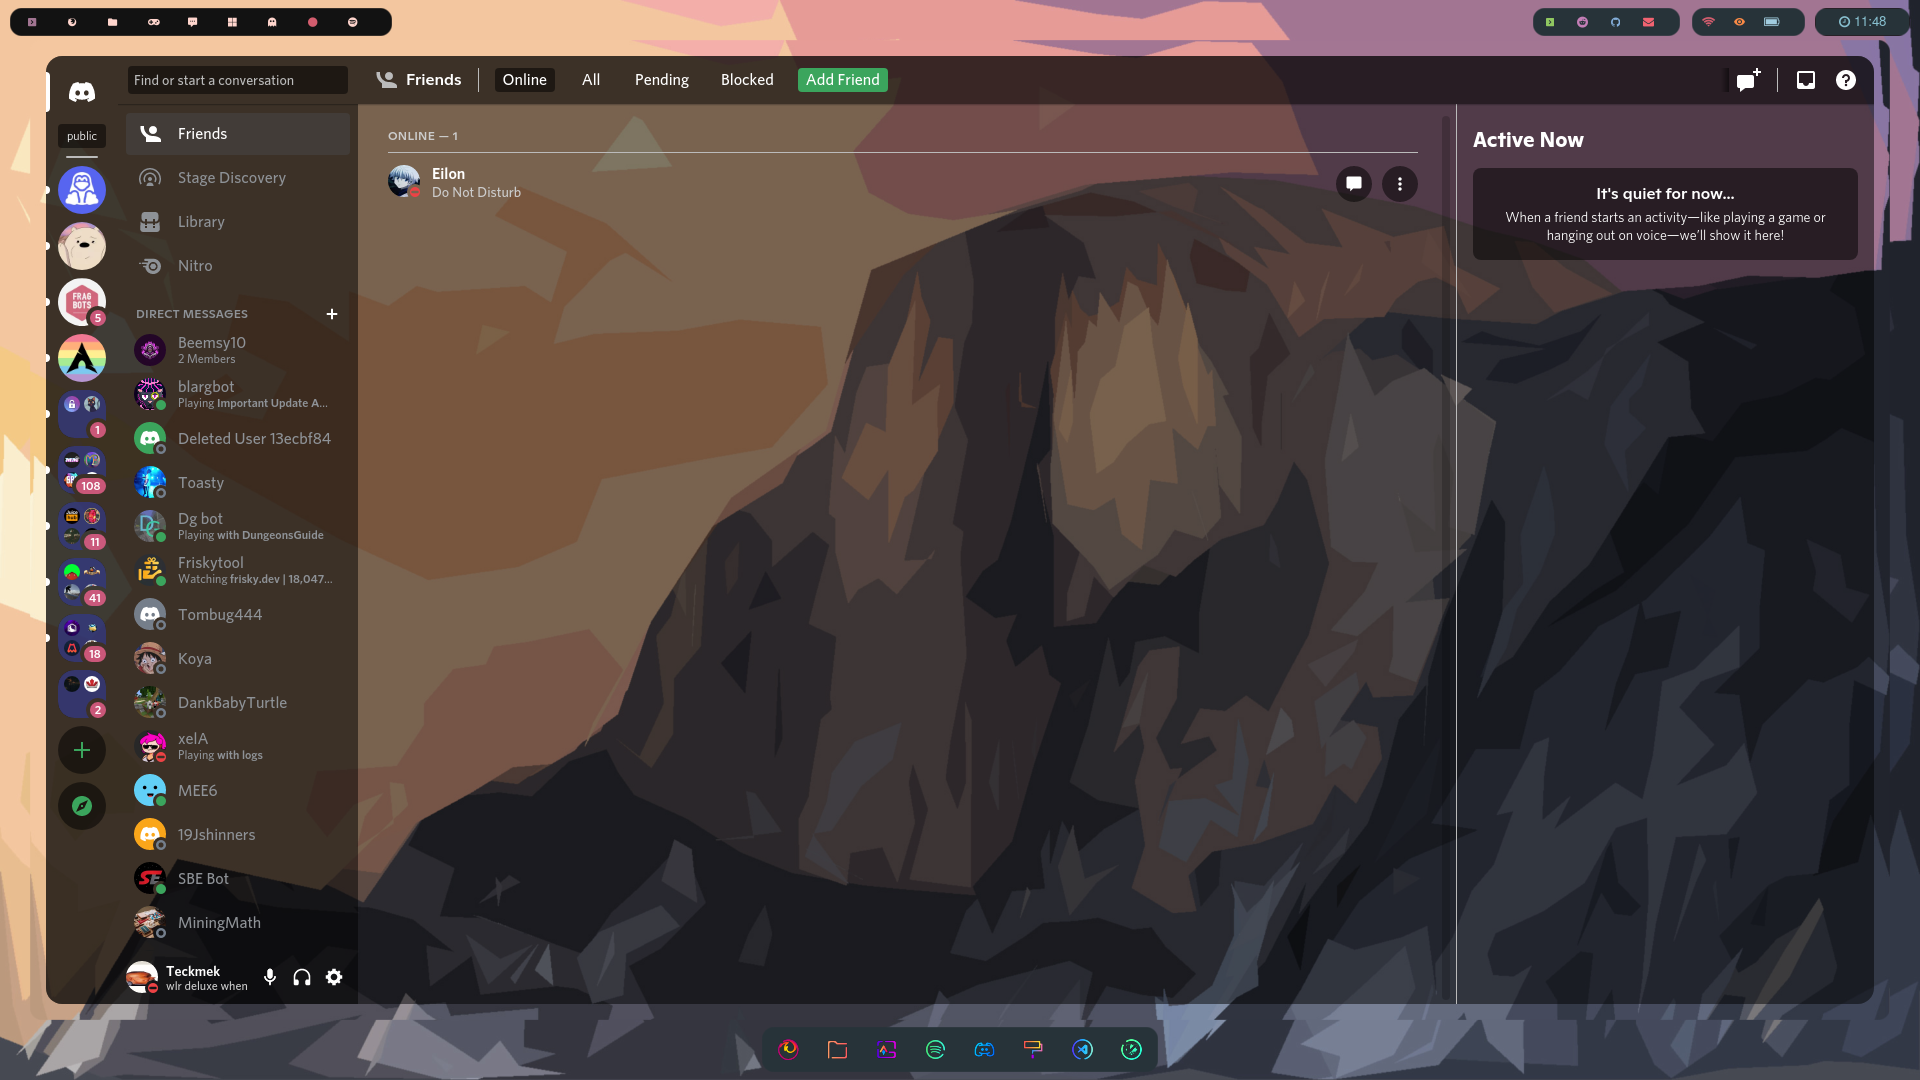 11:48
Find or start a conversation
Friends
Online
All
Pending
Blocked
Add Friend
public
Friends
Stage Discovery
Library
Nitro
DIRECT MESSAGES
Beemsy10
2 Members
blargbot
Playing Important Update A...
Deleted User 13ecbf84
Toasty
Dg bot
Playing with DungeonsGuide
Friskytool
Watching frisky.dev | 18,047...
Tombug444
Koya
DankBabyTurtle
xelA
Playing with logs
MEE6
19Jshinners
SBE Bot
MiningMath
Teckmek
wlr deluxe when
FRAG
BOTS
5
1
108
11
41
18
2
ONLINE — 1
Eilon
Do Not Disturb
Active Now
It's quiet for now...
When a friend starts an activity—like playing a game or
hanging out on voice—we'll show it here!